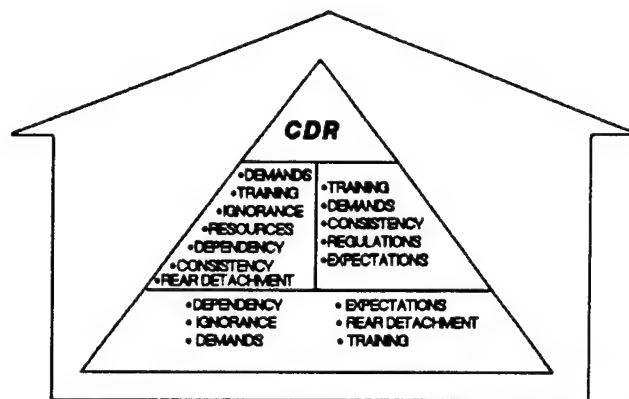 CDR
•DEMANDS
•TRAINING
•IGNORANCE
•RESOURCES
•DEPENDENCY
•CONSISTENCY
•REAR DETACHMENT
•TRAINING
•DEMANDS
•CONSISTENCY
•REGULATIONS
•EXPECTATIONS
•DEPENDENCY
•IGNORANCE
•DEMANDS
• EXPECTATIONS
• REAR DETACHMENT
• TRAINING